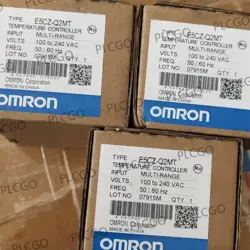 TYPE E5CZ-Q2MT
TEMPERATURE CONTROLLER
INPUT MULTI-RANGE
VOLTS 100 to 240 VAC
FREQ 50 / 60 Hz
LOT NO. 07915M QTY. 1
OMRON Corporation
MADE IN CHINA
OMRON
E5CZ-Q2MT
TEMPERATURE CONTROLLER
INPUT MULTI-RANGE
VOLTS 100 to 240 VAC
FREQ 50 / 60 Hz
LOT NO. 07915M QTY 1
OMRON Corporation
MADE IN CHINA
OMRON
TYPE E5CZ-Q2MT
TEMPERATURE CONTROLLER
INPUT MULTI-RANGE
VOLTS 100 to 240 VAC
FREQ 50 / 60 Hz
LOT NO. 07915M QTY 1
OMRON Corporation
MADE IN CHINA
OMRON
PLCGO